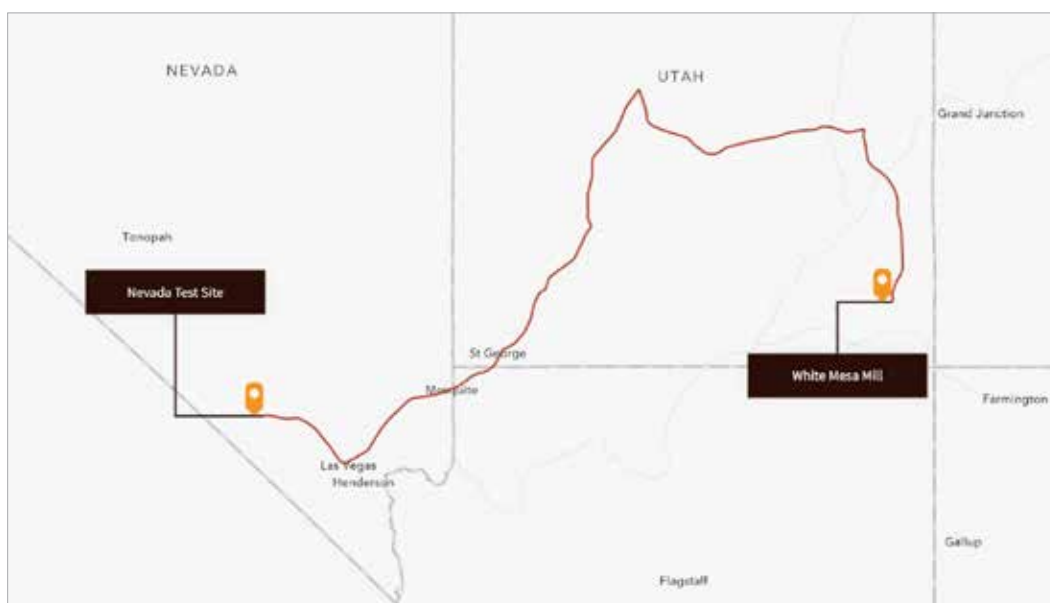 NEVADA
UTAH
Grand Junction
Tonopah
Nevada Test Site
St George
White Mesa Mill
Mesquite
Farmington
Las Vegas
Henderson
Gallup
Flagstaff